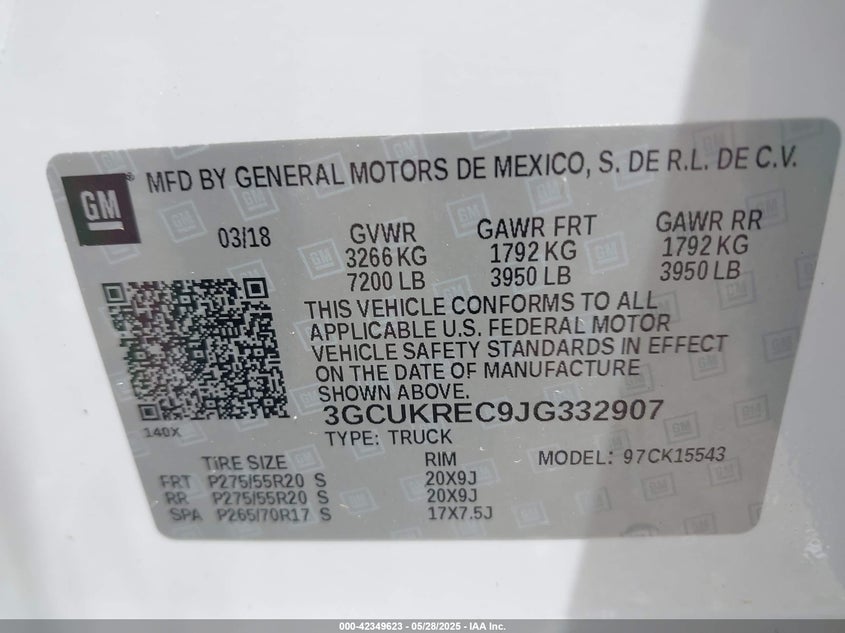 GM ® MFD BY GENERAL MOTORS DE MEXICO, S. DE R.L. DE C.V.
03/18 GVWR GAWR FRT GAWR RR
3266 KG 1792 KG 1792 KG
7200 LB 3950 LB 3950 LB
THIS VEHICLE CONFORMS TO ALL
APPLICABLE U.S. FEDERAL MOTOR
VEHICLE SAFETY STANDARDS IN EFFECT
ON THE DATE OF MANUFACTURE
SHOWN ABOVE.
140X
3GCUKREC9JG332907
TYPE: TRUCK
TIRE SIZE RIM MODEL: 97CK15543
FRT P275/55R20 S 20X9J
RR P275/55R20 S 20X9J
SPA P265/70R17 S 17X7.5J
000-42349623 - 05/28/2025 - IAA Inc.